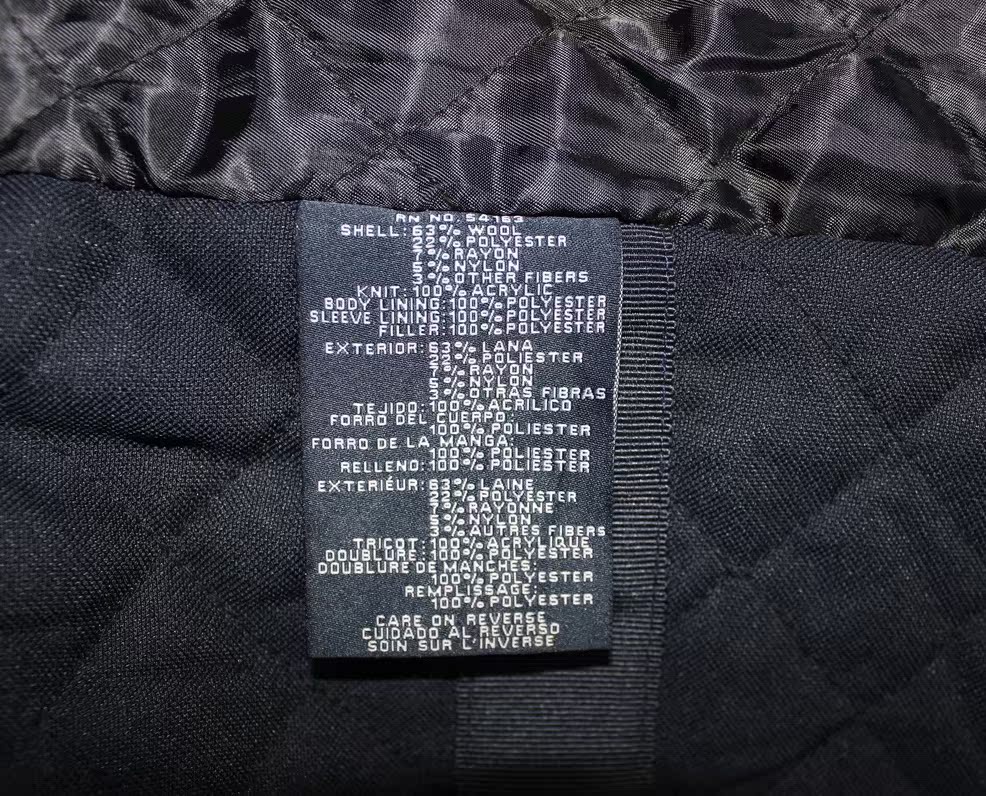 RN NO. 54163
SHELL: 63% WOOL
22% POLYESTER
7% RAYON
5% NYLON
3% OTHER FIBERS
KNIT: 100% ACRYLIC
BODY LINING: 100% POLYESTER
SLEEVE LINING: 100% POLYESTER
FILLER: 100% POLYESTER
EXTERIOR: 63% LANA
22% POLIESTER
7% RAYON
5% NYLON
3% OTRAS FIBRAS
TEJIDO: 100% ACRILICO
FORRO DEL CUERPO:
100% POLIESTER
FORRO DE LA MANGA:
100% POLIESTER
RELLENO: 100% POLIESTER
EXTERIÉUR: 63% LAINE
22% POLYESTER
7% RAYONNE
5% NYLON
3% AUTRES FIBERS
TRICOT: 100% ACRYLIQUE
DOUBLURE: 100% POLYESTER
DOUBLURE DE MANCHES:
100% POLYESTER
REMPLISSAGE:
100% POLYESTER
CARE ON REVERSE
CUIDADO AL REVERSO
SOIN SUR L'INVERSE